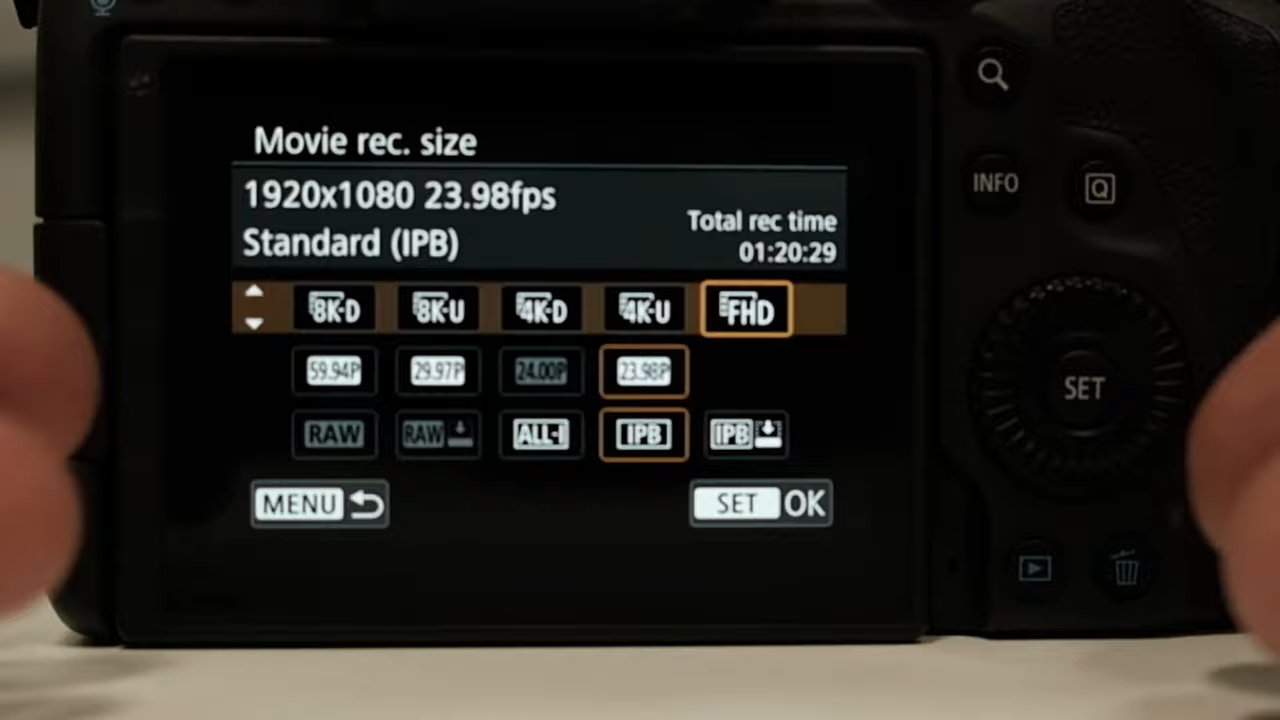 Movie rec. size
1920x1080 23.98fps
Standard (IPB)
Total rec time
01:20:29
8K-D 8K-U 4K-D 4K-U FHD
59.94P 29.97P 24.00P 23.98P
RAW RAW ALL-I IPB IPB
MENU SET OK
INFO
Q
SET